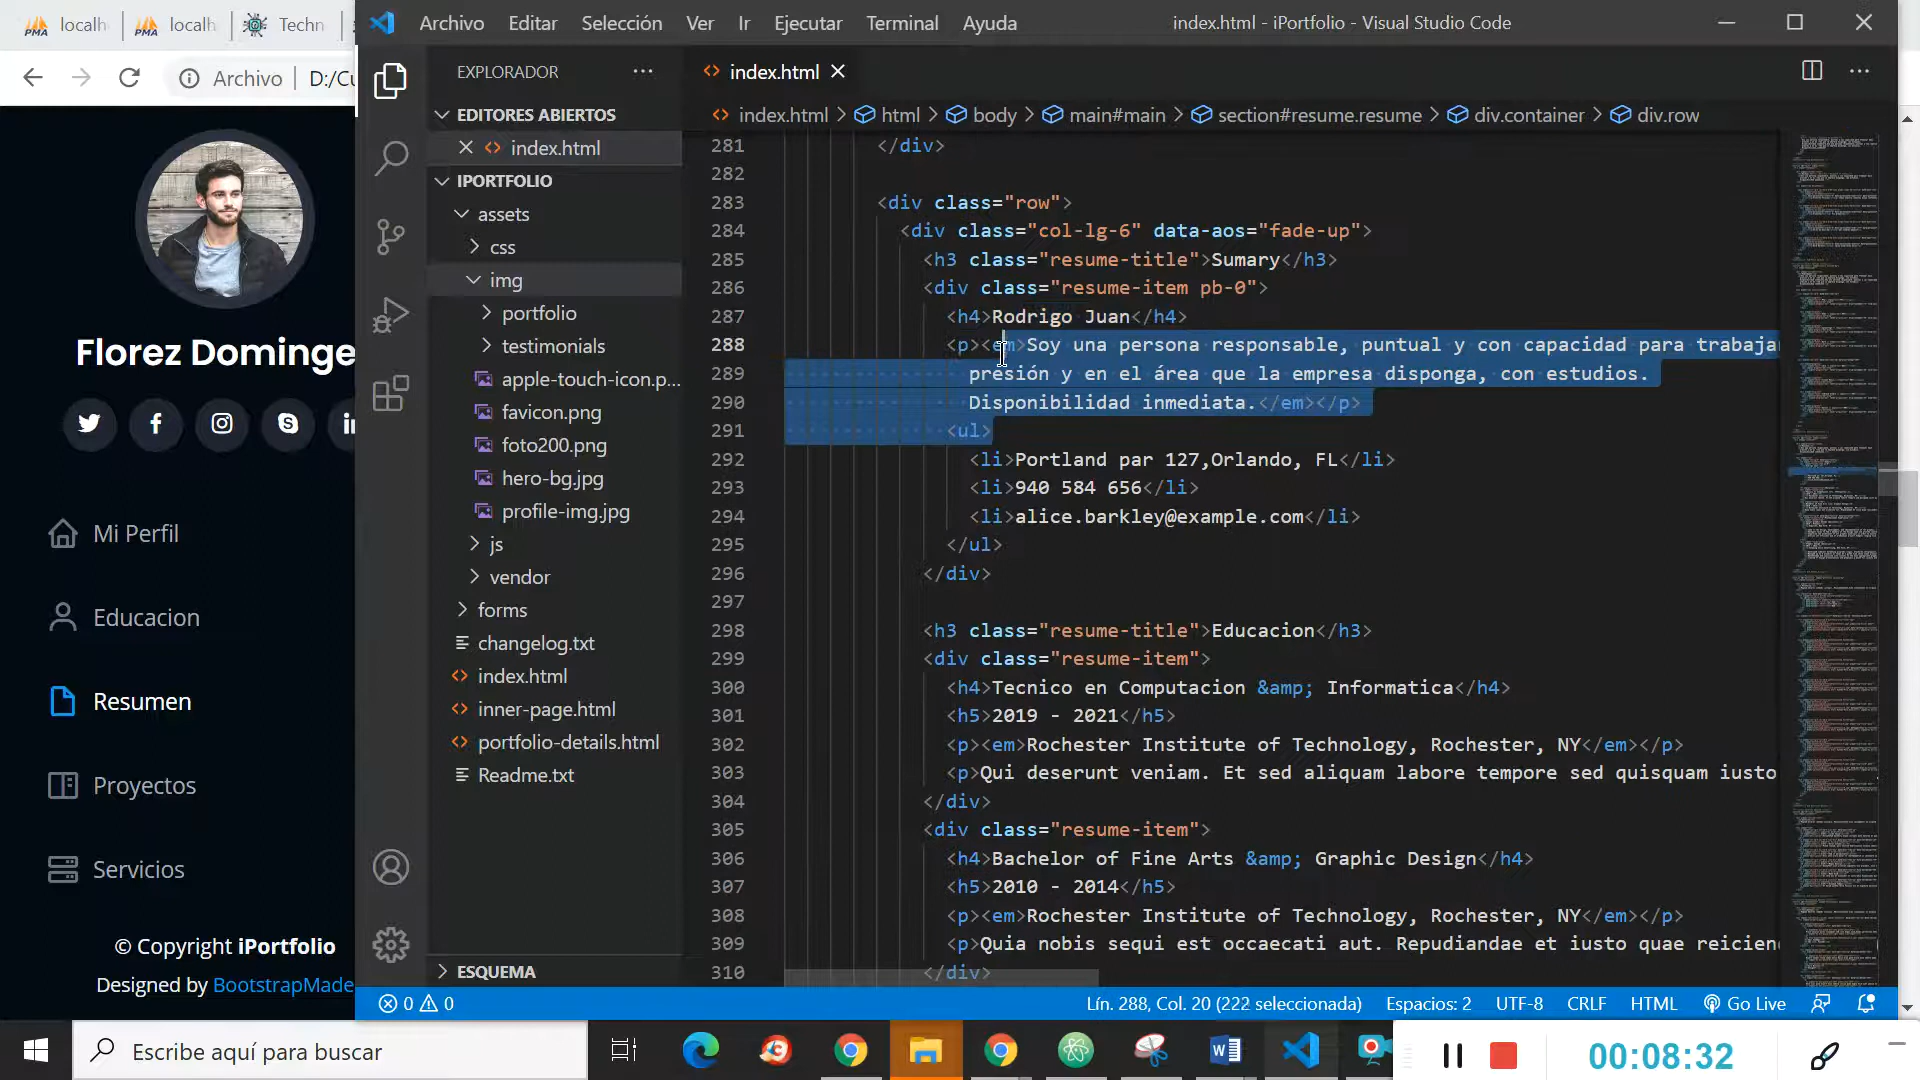 localh
localh
Techn
Archivo
D:/Cu
Archivo Editar Selección Ver Ir Ejecutar Terminal Ayuda
index.html - iPortfolio - Visual Studio Code
Florez Dominge
Mi Perfil
Educacion
Resumen
Proyectos
Servicios
© Copyright iPortfolio
Designed by BootstrapMade
EXPLORADOR
EDITORES ABIERTOS
index.html
IPORTFOLIO
assets
css
img
portfolio
testimonials
apple-touch-icon.p...
favicon.png
foto200.png
hero-bg.jpg
profile-img.jpg
js
vendor
forms
changelog.txt
index.html
inner-page.html
portfolio-details.html
Readme.txt
ESQUEMA
index.html
index.html > html > body > main#main > section#resume.resume > div.container > div.row
281 </div>
282
283 <div class="row">
284 <div class="col-lg-6" data-aos="fade-up">
285 <h3 class="resume-title">Sumary</h3>
286 <div class="resume-item pb-0">
287 <h4>Rodrigo Juan</h4>
288 <p><em>Soy una persona responsable, puntual y con capacidad para trabajar
289 presión y en el área que la empresa disponga, con estudios.
290 Disponibilidad inmediata.</em></p>
291 <ul>
292 <li>Portland par 127,Orlando, FL</li>
293 <li>940 584 656</li>
294 <li>alice.barkley@example.com</li>
295 </ul>
296 </div>
297
298 <h3 class="resume-title">Educacion</h3>
299 <div class="resume-item">
300 <h4>Tecnico en Computacion &amp; Informatica</h4>
301 <h5>2019 - 2021</h5>
302 <p><em>Rochester Institute of Technology, Rochester, NY</em></p>
303 <p>Qui deserunt veniam. Et sed aliquam labore tempore sed quisquam iusto
304 </div>
305 <div class="resume-item">
306 <h4>Bachelor of Fine Arts &amp; Graphic Design</h4>
307 <h5>2010 - 2014</h5>
308 <p><em>Rochester Institute of Technology, Rochester, NY</em></p>
309 <p>Quia nobis sequi est occaecati aut. Repudiandae et iusto quae reicien
310 </div>
0 0
Lín. 288, Col. 20 (222 seleccionada) Espacios: 2 UTF-8 CRLF HTML Go Live
Escribe aquí para buscar
00:08:32